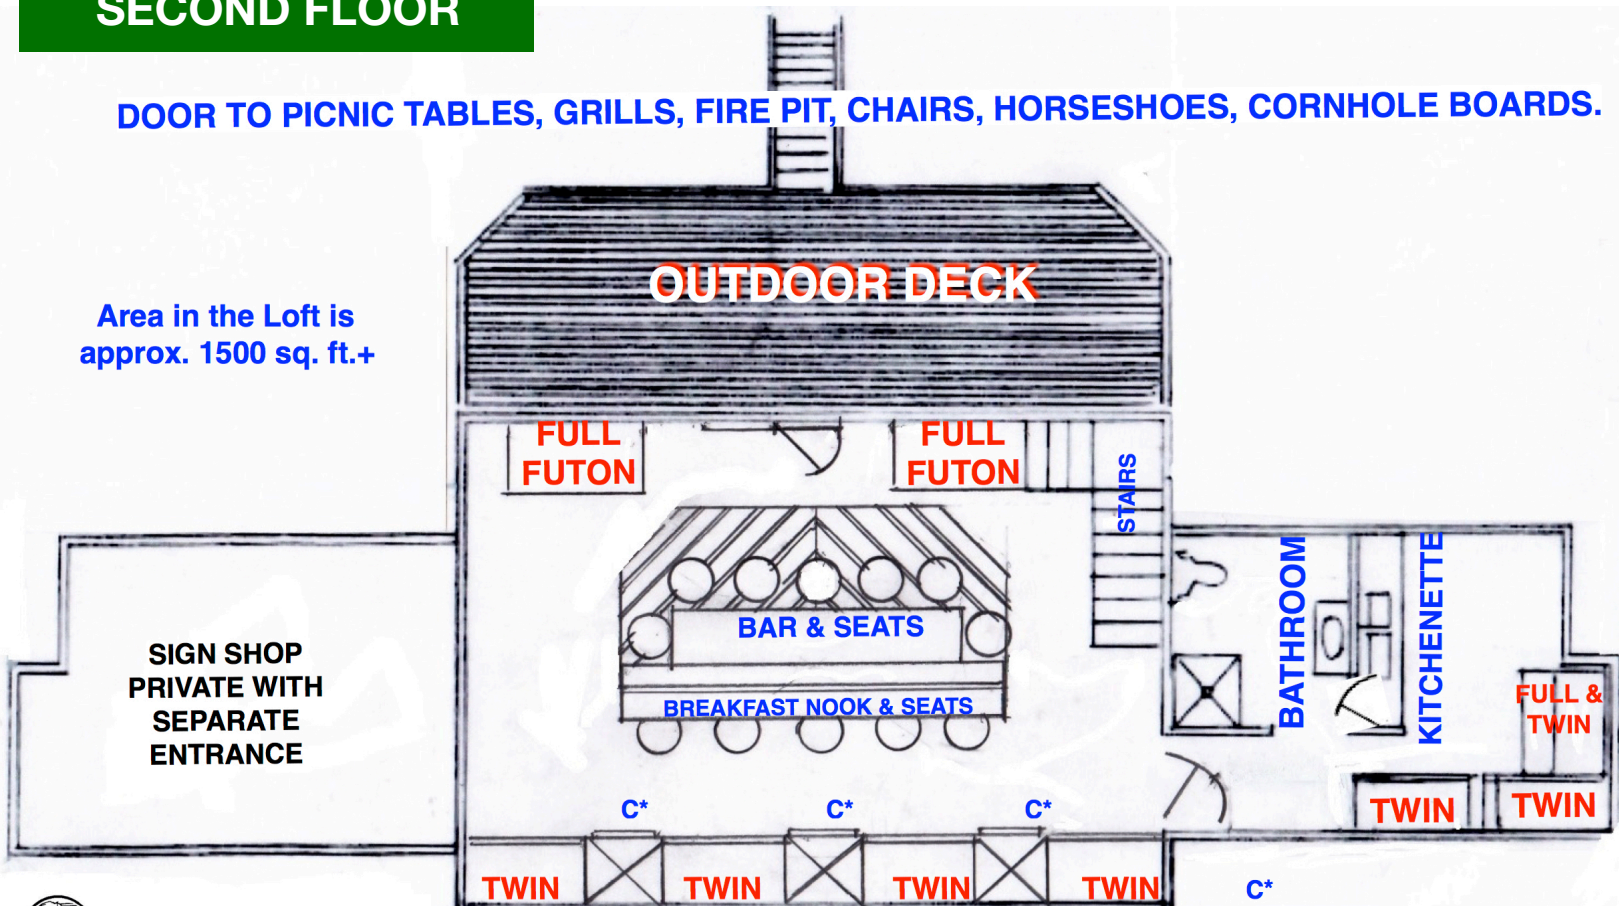 SECOND FLOOR
DOOR TO PICNIC TABLES, GRILLS, FIRE PIT, CHAIRS, HORSESHOES, CORNHOLE BOARDS.
OUTDOOR DECK
Area in the Loft is
approx. 1500 sq. ft.+
FULL
FUTON
FULL
FUTON
STAIRS
BATHROOM
KITCHENETTE
BAR & SEATS
SIGN SHOP
PRIVATE WITH
SEPARATE
ENTRANCE
BREAKFAST NOOK & SEATS
FULL &
TWIN
C*
C*
C*
TWIN
TWIN
TWIN
TWIN
TWIN
TWIN
C*